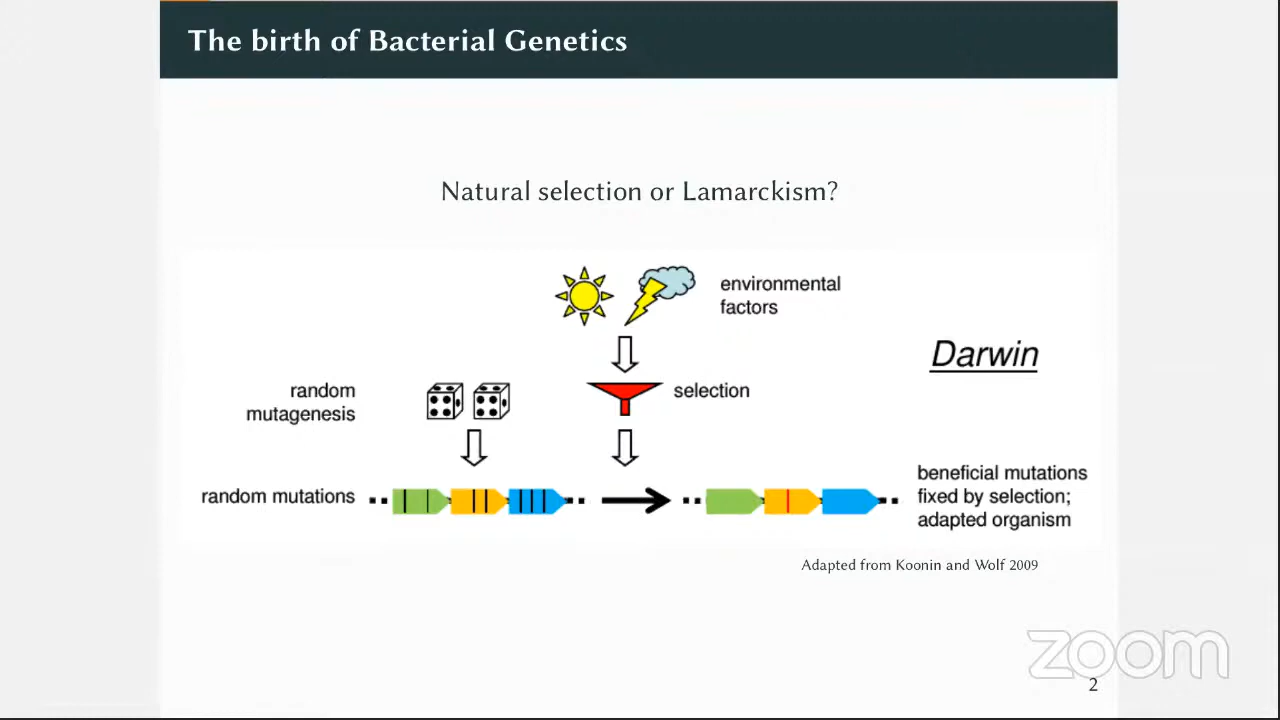 The birth of Bacterial Genetics
Natural selection or Lamarckism?
environmental
factors
Darwin
random
mutagenesis
selection
random mutations
beneficial mutations
fixed by selection;
adapted organism
Adapted from Koonin and Wolf 2009
zoom
2